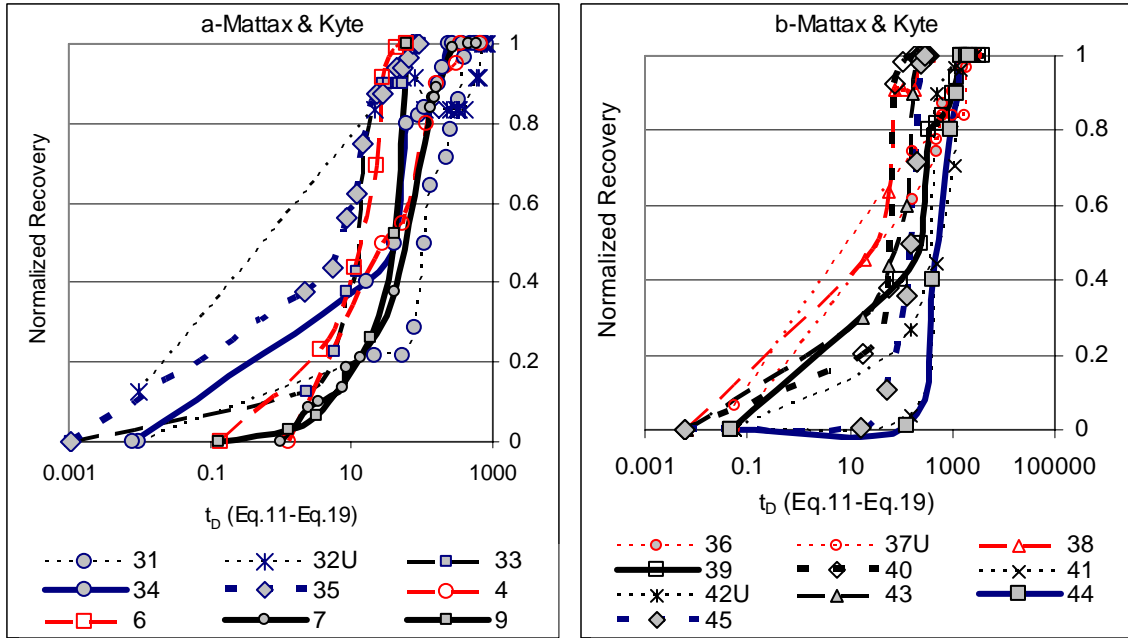 a-Mattax & Kyte
1
0.8
0.6
0.4
0.2
0
Normalized Recovery
0.001 0.1 10 1000
tD (Eq.11-Eq.19)
31 32U 33
34 35 4
6 7 9
b-Mattax & Kyte
1
0.8
0.6
0.4
0.2
0
Normalized Recovery
0.001 0.1 10 1000 100000
tD (Eq.11-Eq.19)
36 37U 38
39 40 41
42U 43 44
45